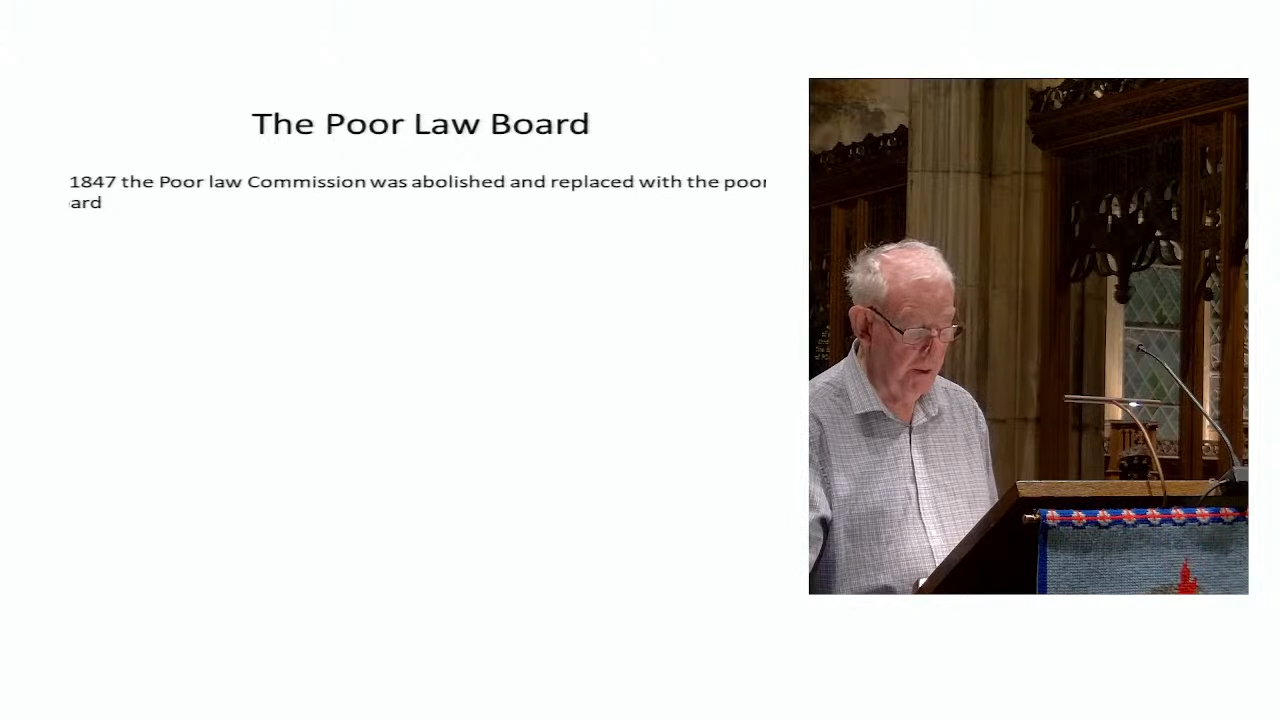 The Poor Law Board
1847 the Poor law Commission was abolished and replaced with the poor
ard